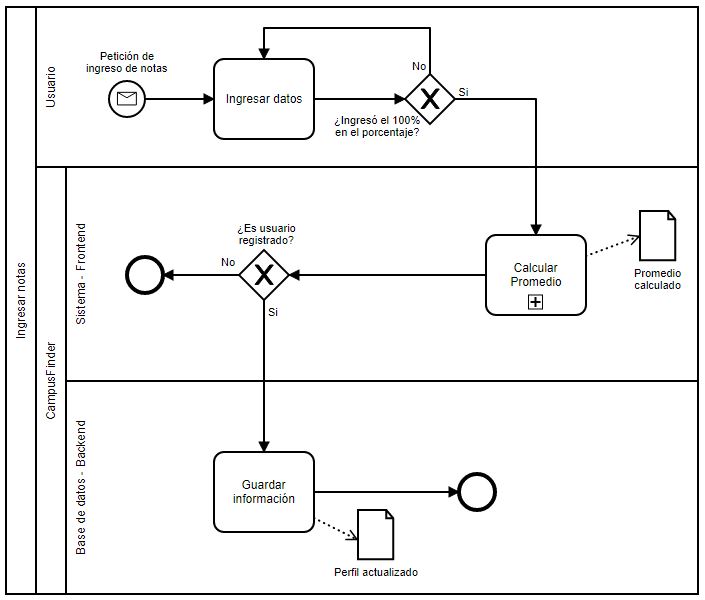 Ingresar notas
Usuario
Petición de
ingreso de notas
Ingresar datos
No
Si
¿Ingresó el 100%
en el porcentaje?
CampusFinder
Sistema - Frontend
¿Es usuario
registrado?
No
Si
Calcular
Promedio
Promedio
calculado
Base de datos - Backend
Guardar
información
Perfil actualizado